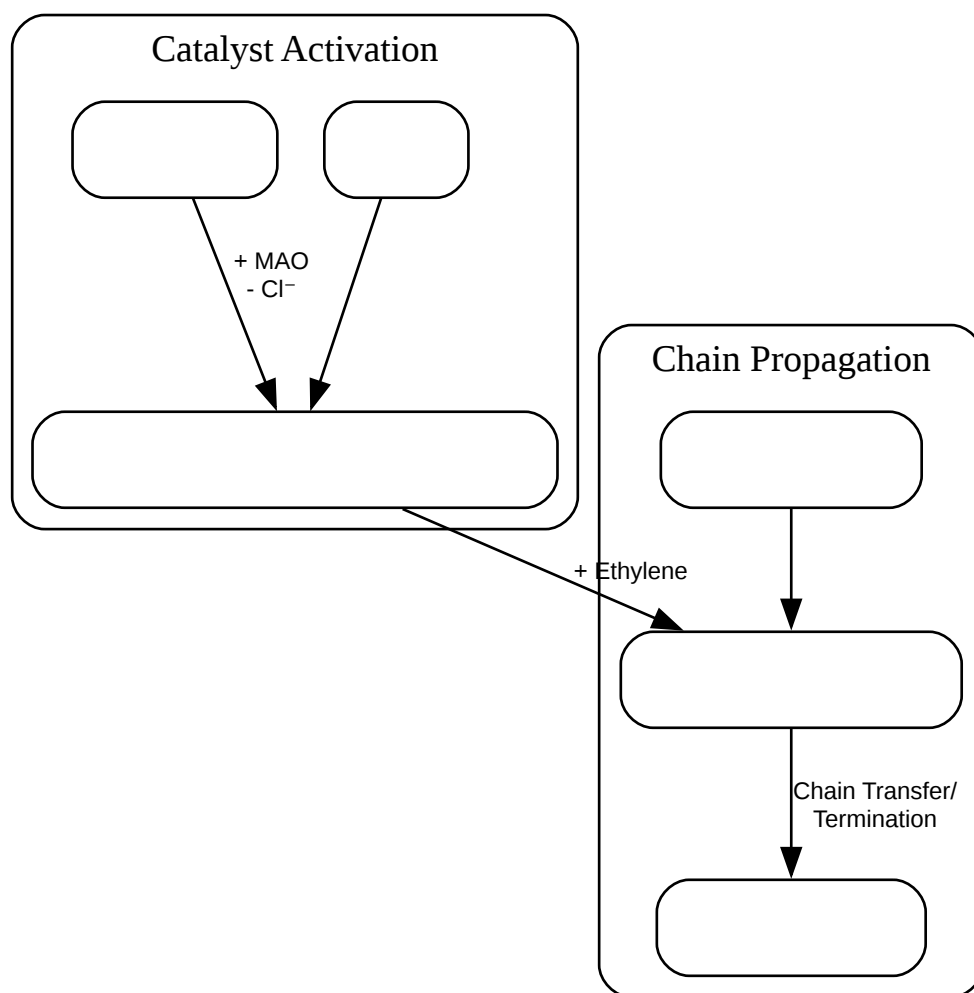 Catalyst Activation
+ MAO
- Cl⁻
Chain Propagation
+ Ethylene
Chain Transfer/
Termination